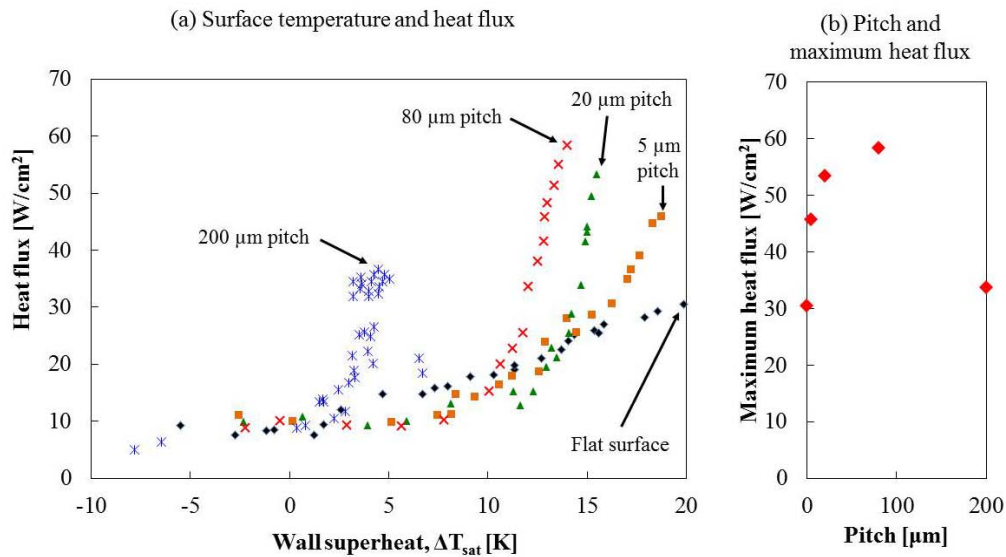 (a) Surface temperature and heat flux
Heat flux [W/cm²]
70
60
50
40
30
20
10
0
-10
-5
0
5
10
15
20
Wall superheat, ΔT_sat [K]
200 µm pitch
80 µm pitch
20 µm pitch
5 µm
pitch
Flat surface
(b) Pitch and
maximum heat flux
Maximum heat flux [W/cm²]
70
60
50
40
30
20
10
0
0
100
200
Pitch [µm]